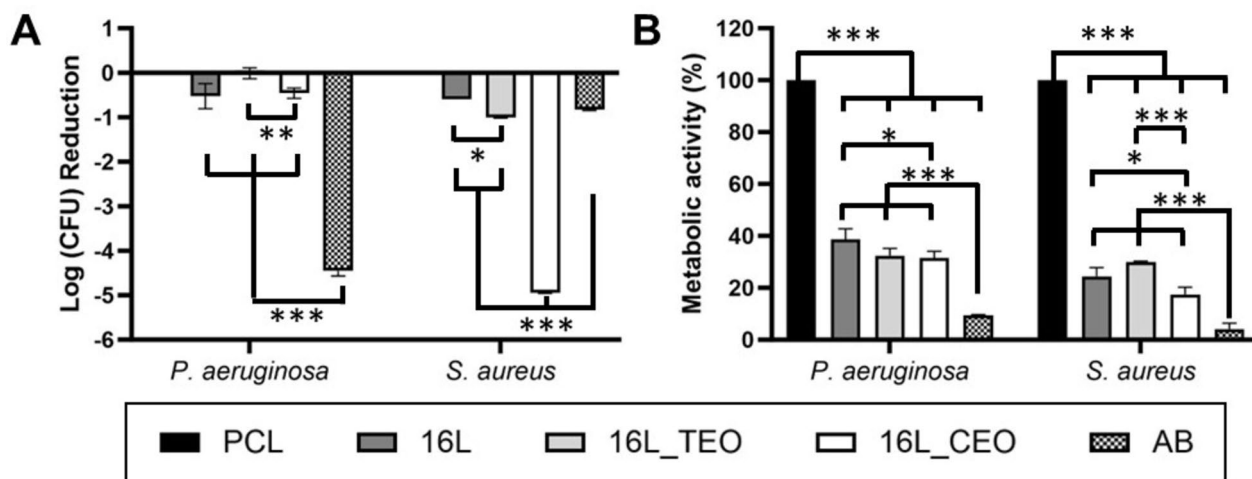 A
Log (CFU) Reduction
1
0
-1
-2
-3
-4
-5
-6
**
***
*
***
P. aeruginosa
S. aureus
B
Metabolic activity (%)
120
100
80
60
40
20
0
***
*
***
***
***
*
***
P. aeruginosa
S. aureus
PCL 16L 16L_TEO 16L_CEO AB